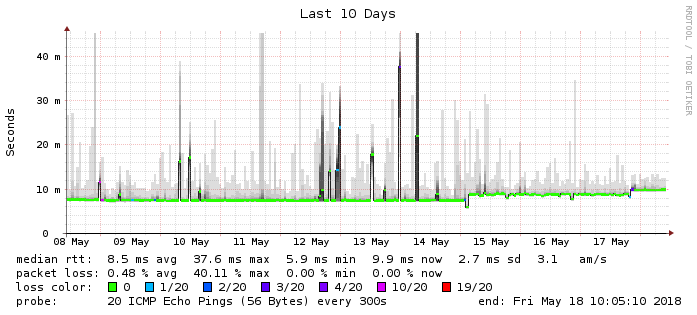 Last 10 Days
RRDTOOL / TOBI OETIKER
Seconds
40 m
30 m
20 m
10 m
0
08 May 09 May 10 May 11 May 12 May 13 May 14 May 15 May 16 May 17 May
median rtt: 8.5 ms avg 37.6 ms max 5.9 ms min 9.9 ms now 2.7 ms sd 3.1 am/s
packet loss: 0.48 % avg 40.11 % max 0.00 % min 0.00 % now
loss color: 0 1/20 2/20 3/20 4/20 10/20 19/20
probe: 20 ICMP Echo Pings (56 Bytes) every 300s end: Fri May 18 10:05:10 2018